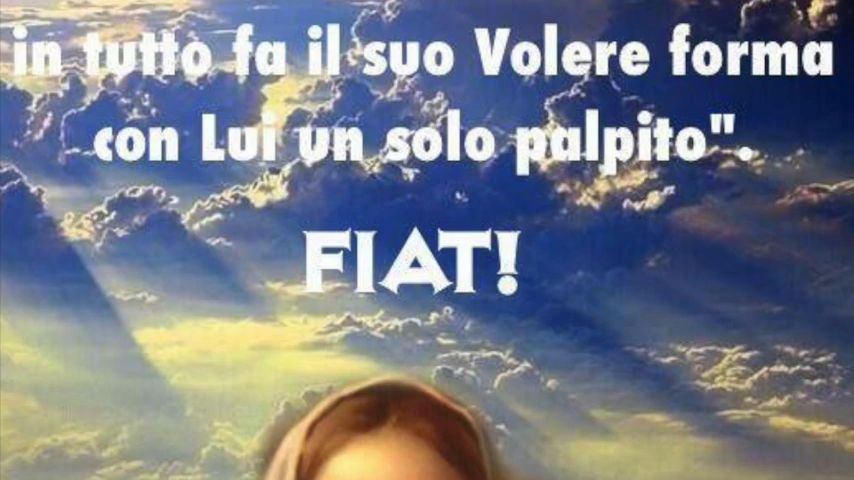 in tutto fa il suo Volere forma
con Lui un solo palpito".
FIAT!